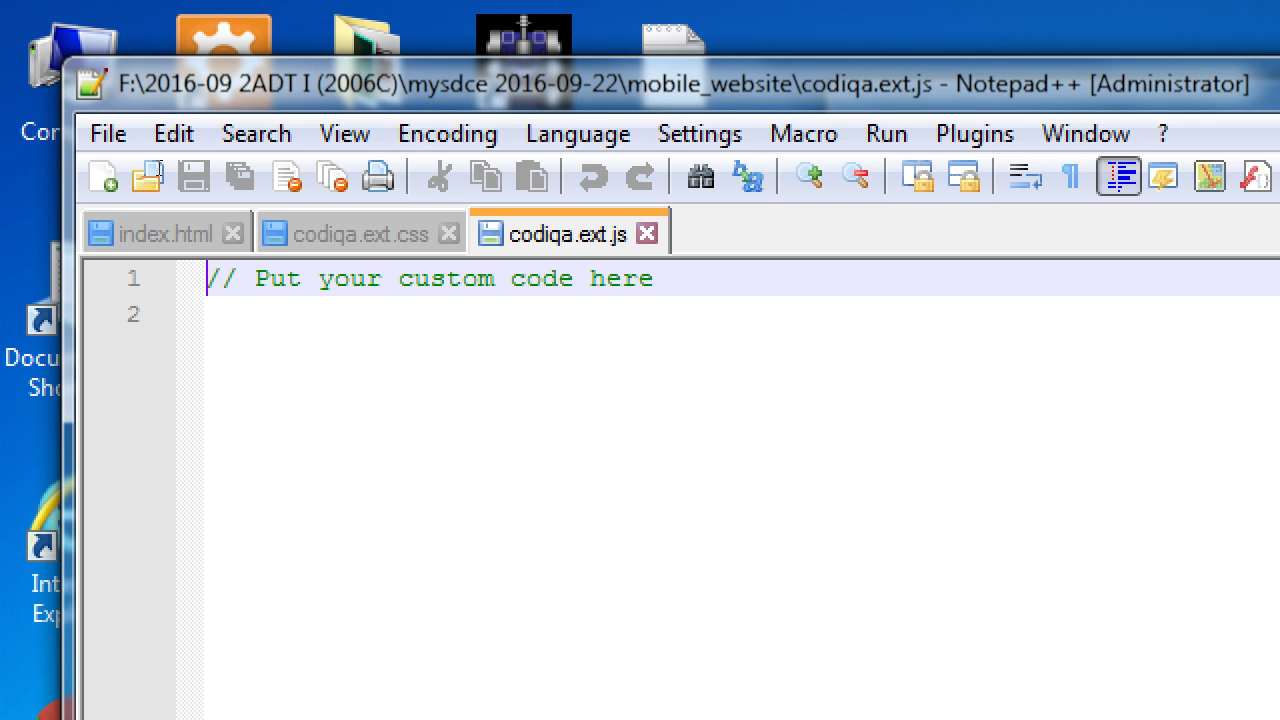 F:\2016-09 2ADT I (2006C)\mysdce 2016-09-22\mobile_website\codiqa.ext.js - Notepad++ [Administrator]
File Edit Search View Encoding Language Settings Macro Run Plugins Window ?
index.html codiqa.ext.css codiqa.ext.js
1 // Put your custom code here
2